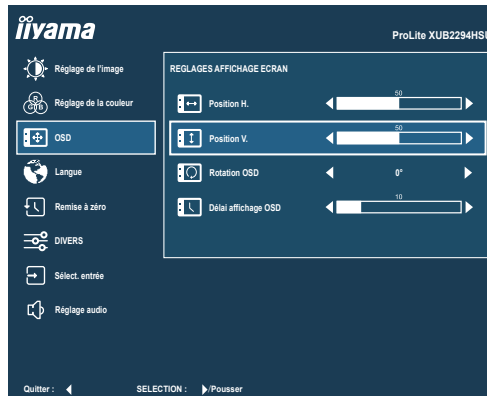 iiyama
ProLite XUB2294HSU
Réglage de l'image
Réglage de la couleur
R
G B
OSD
Langue
Remise à zéro
DIVERS
Sélect. entrée
Réglage audio
REGLAGES AFFICHAGE ECRAN
Position H.
50
Position V.
50
Rotation OSD
0°
Délai affichage OSD
10
Quitter :
SELECTION : /Pousser